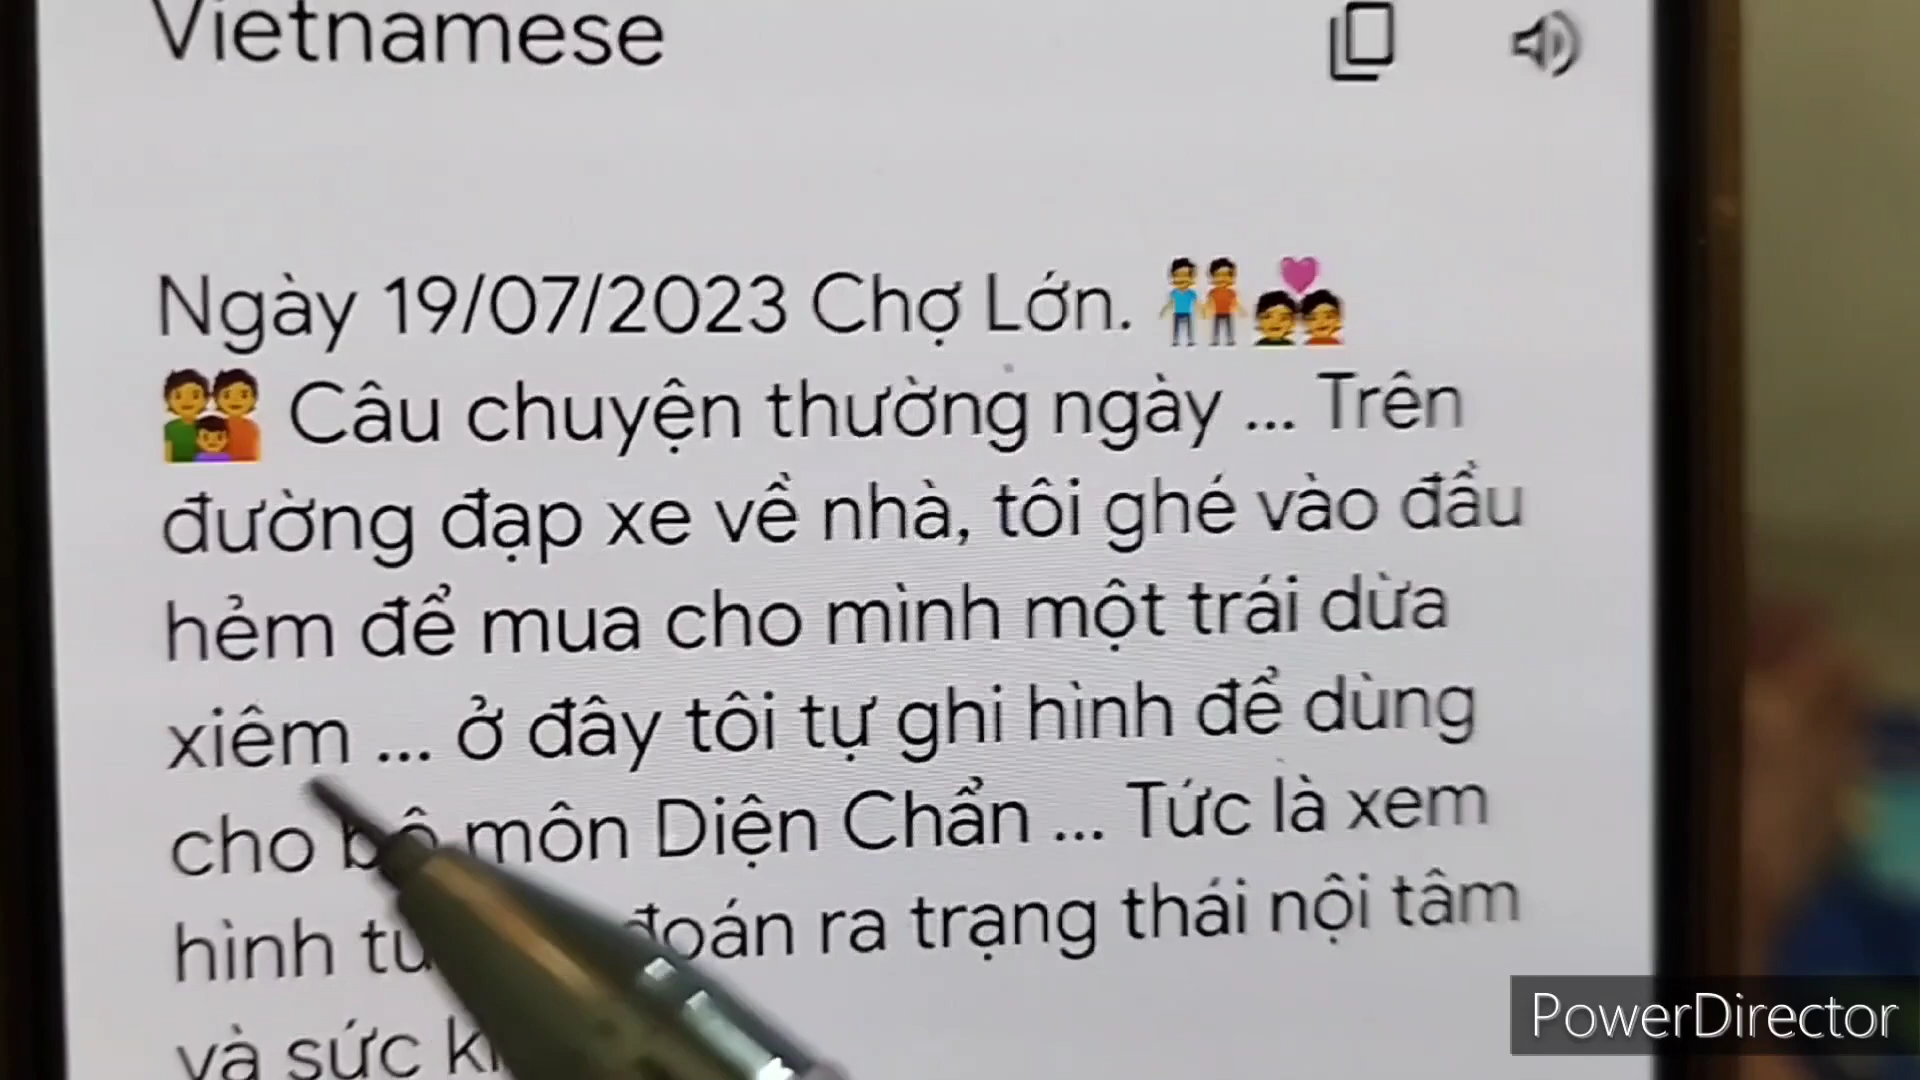 Vietnamese
Ngày 19/07/2023 Chợ Lớn.
Câu chuyện thường ngày ... Trên
đường đạp xe về nhà, tôi ghé vào đầu
hẻm để mua cho mình một trái dừa
xiêm ... ở đây tôi tự ghi hình để dùng
cho bộ môn Diện Chẩn ... Tức là xem
hình đoán ra trạng thái nội tâm
và sức
PowerDirector